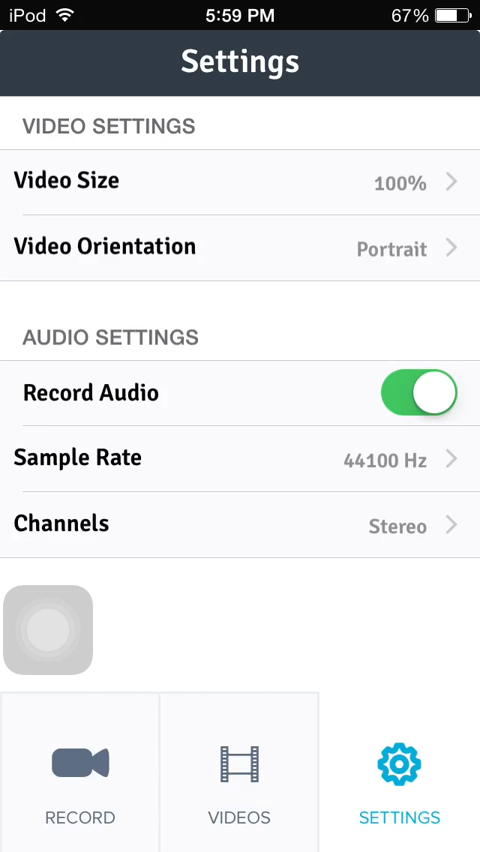 iPod 5:59 PM 67%
Settings
VIDEO SETTINGS
Video Size 100%
Video Orientation Portrait
AUDIO SETTINGS
Record Audio
Sample Rate 44100 Hz
Channels Stereo
RECORD VIDEOS SETTINGS